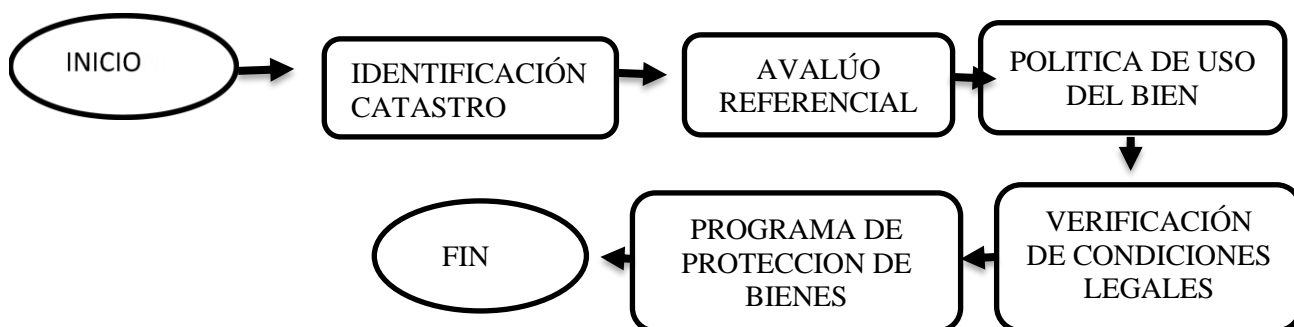 INICIO
IDENTIFICACIÓN
CATASTRO
AVALÚO
REFERENCIAL
POLITICA DE USO
DEL BIEN
VERIFICACIÓN
DE CONDICIONES
LEGALES
PROGRAMA DE
PROTECCION DE
BIENES
FIN